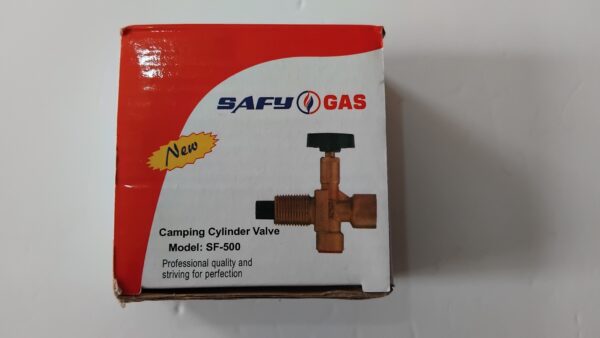 SAFY GAS
New
Camping Cylinder Valve
Model: SF-500
Professional quality and
striving for perfection